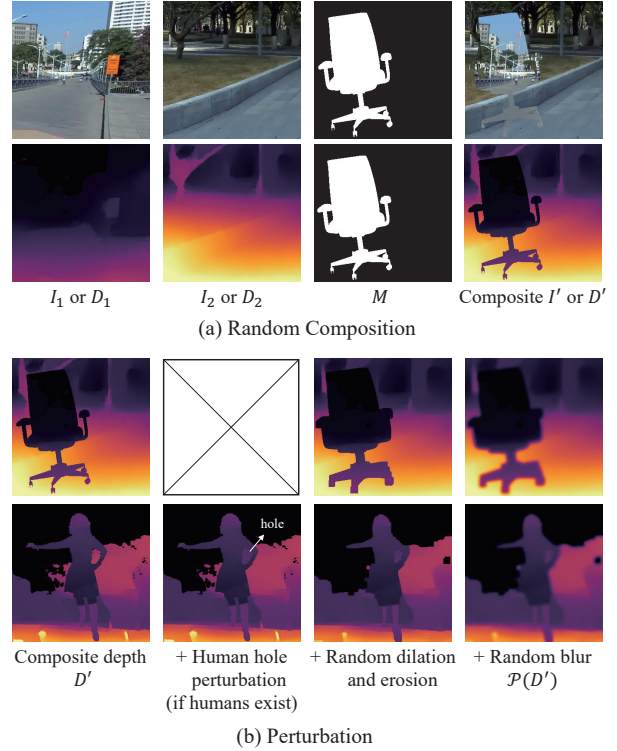 I₁ or D₁
I₂ or D₂
M
Composite I′ or D′
(a) Random Composition
hole
Composite depth
D′
+ Human hole
perturbation
(if humans exist)
+ Random dilation
and erosion
+ Random blur
𝒫(D′)
(b) Perturbation